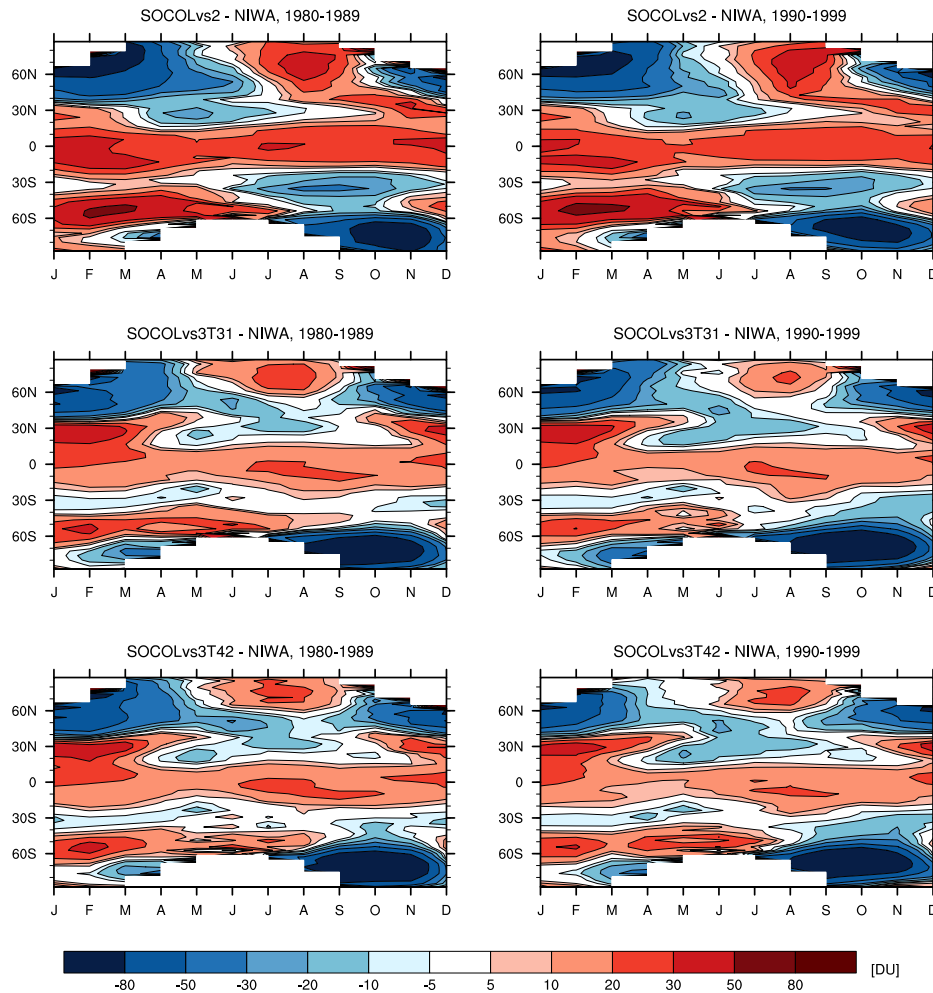 SOCOLvs2 - NIWA, 1980-1989
SOCOLvs2 - NIWA, 1990-1999
60N
30N
0
30S
60S
J F M A M J J A S O N D
J F M A M J J A S O N D
SOCOLvs3T31 - NIWA, 1980-1989
SOCOLvs3T31 - NIWA, 1990-1999
60N
30N
0
30S
60S
J F M A M J J A S O N D
J F M A M J J A S O N D
SOCOLvs3T42 - NIWA, 1980-1989
SOCOLvs3T42 - NIWA, 1990-1999
60N
30N
0
30S
60S
J F M A M J J A S O N D
J F M A M J J A S O N D
-80 -50 -30 -20 -10 -5 5 10 20 30 50 80 [DU]